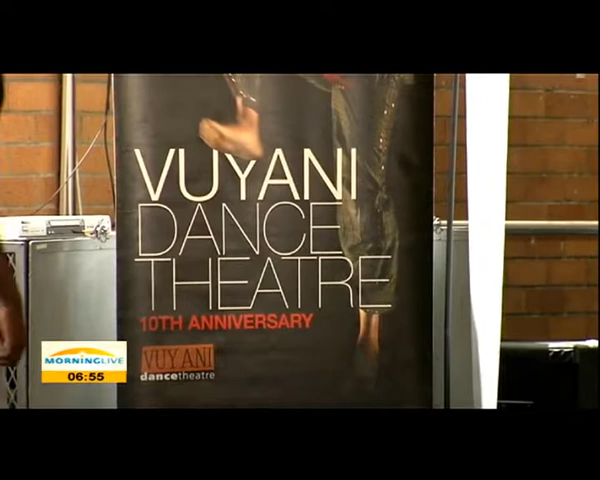 VUYANI
DANCE
THEATRE
10TH ANNIVERSARY
VUYANI
dancetheatre
MORNINGLIVE
06:55